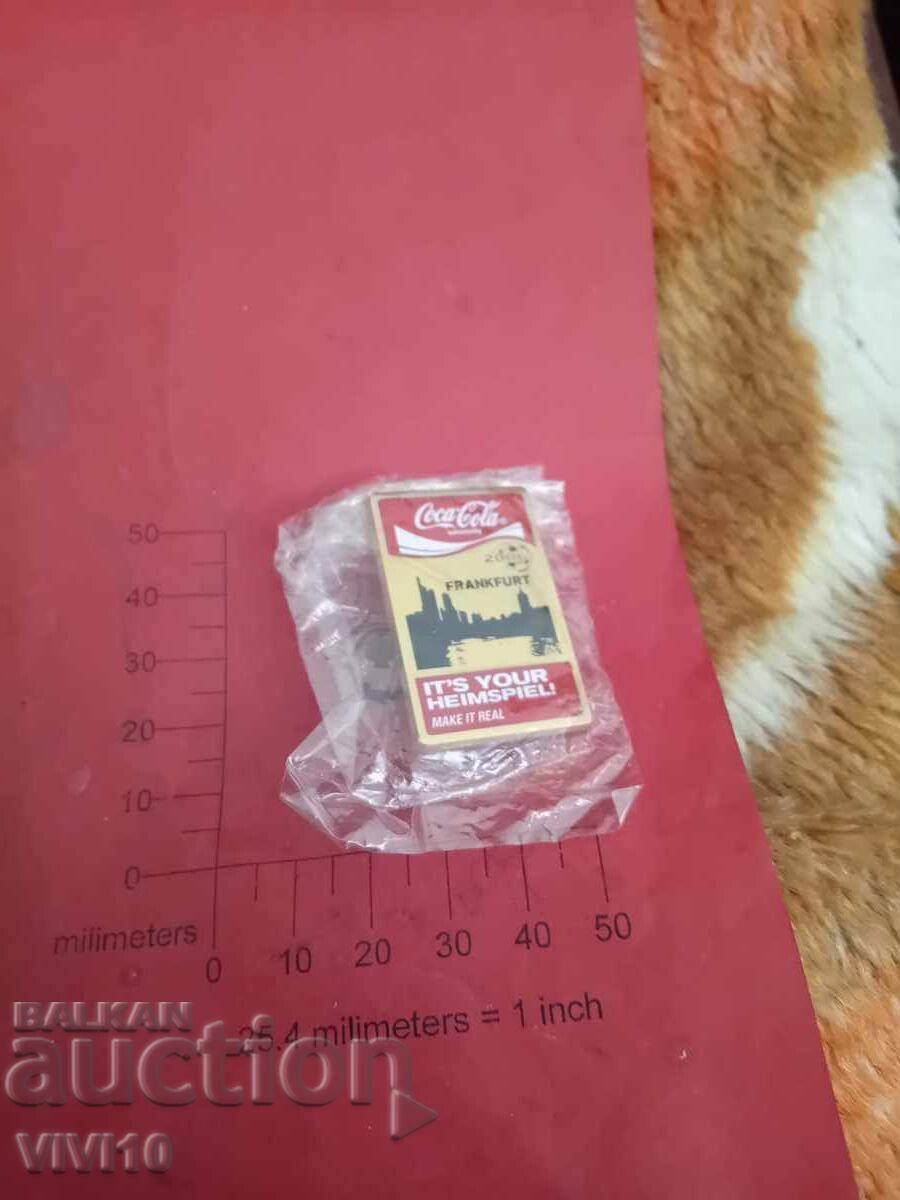 Coca-Cola
2006
FRANKFURT
IT'S YOUR
HEIMSPIEL!
MAKE IT REAL
50
40
30
20
10
0
milimeters
0 10 20 30 40 50
25.4 milimeters = 1 inch
BALKAN
auction
VIVI10